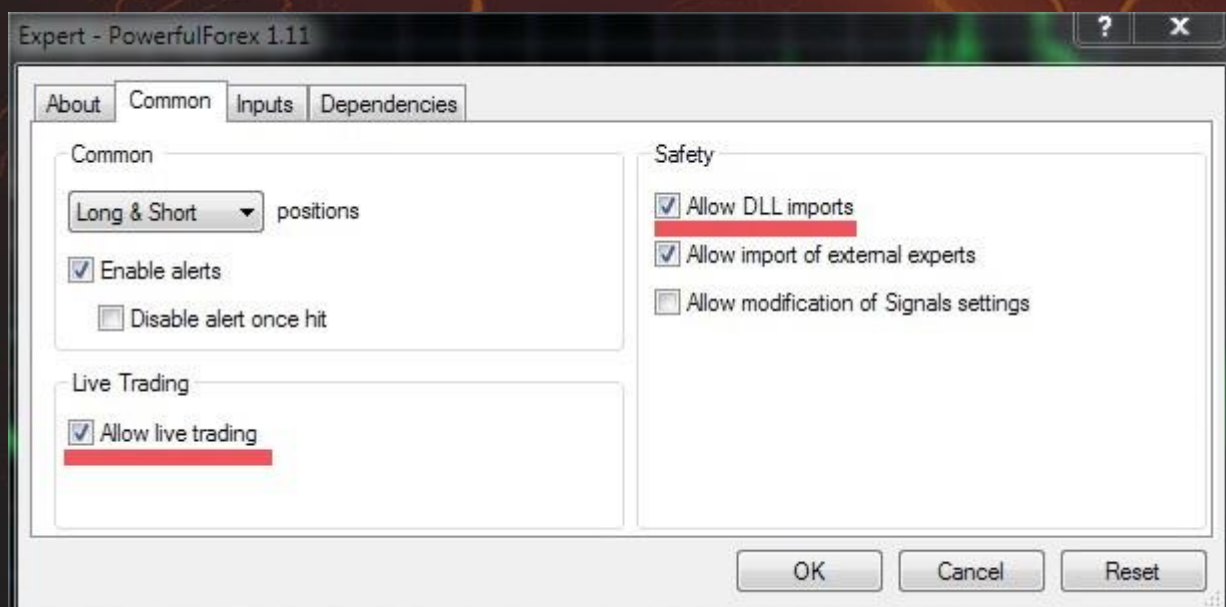 Expert - PowerfulForex 1.11
? x
About Common Inputs Dependencies
Common
Long & Short positions
Enable alerts
Disable alert once hit
Live Trading
Allow live trading
Safety
Allow DLL imports
Allow import of external experts
Allow modification of Signals settings
OK Cancel Reset